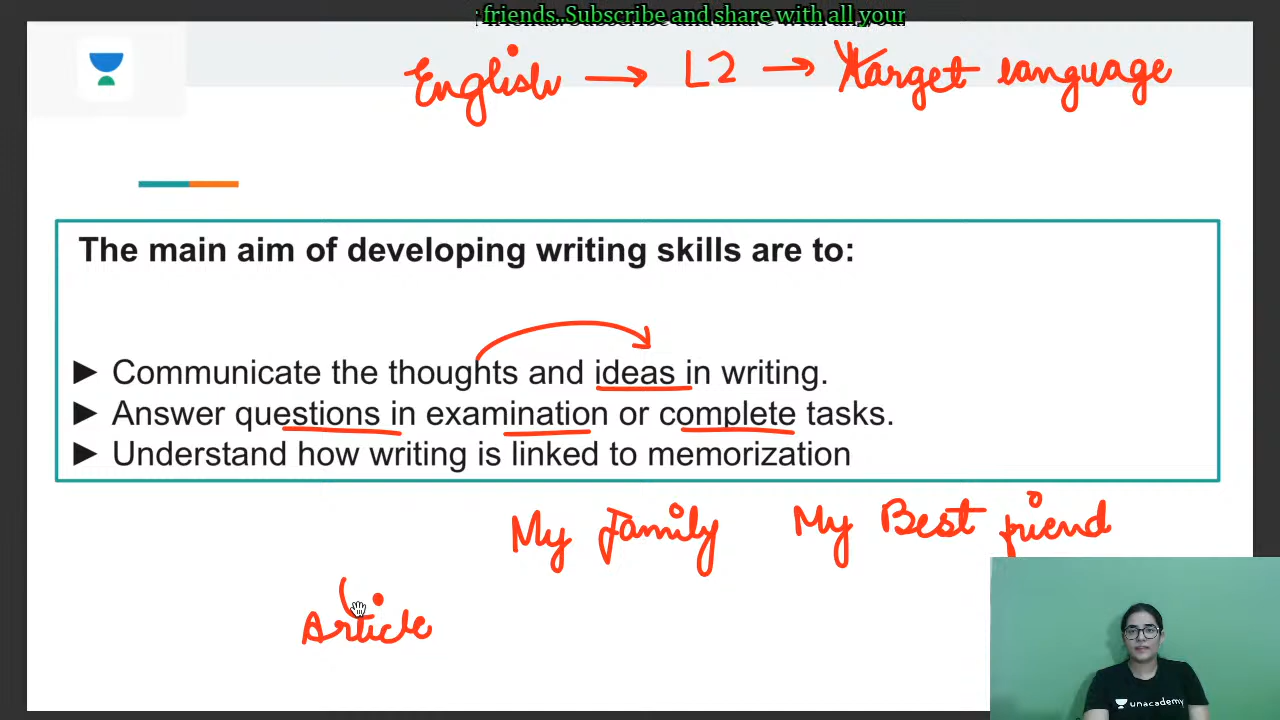 friends..Subscribe and share with all your
English → L2 → Target language
The main aim of developing writing skills are to:
► Communicate the thoughts and ideas in writing.
► Answer questions in examination or complete tasks.
► Understand how writing is linked to memorization
My Family My Best friend
Article
unacademy